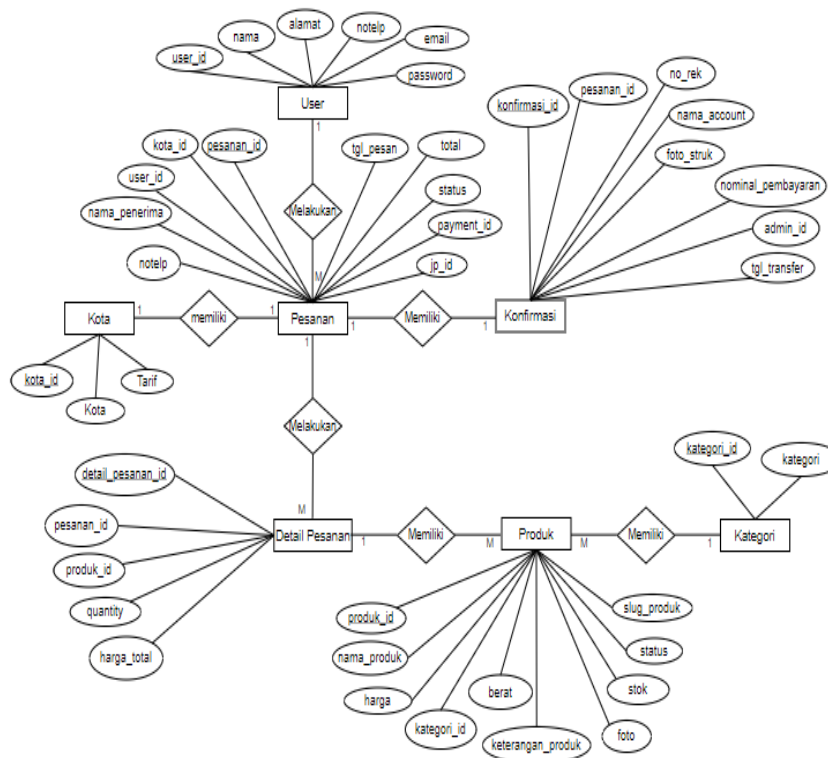 alamat
notelp
nama
email
user_id
password
User
1
no_rek
pesanan_id
konfirmasi_id
nama_account
foto_struk
nominal_pembayaran
admin_id
tgl_transfer
kota_id
pesanan_id
tgl_pesan
total
user_id
status
nama_penerima
payment_id
notelp
jp_id
Melakukan
M
Kota
1
memiliki
1
Pesanan
1
Memiliki
1
Konfirmasi
1
kota_id
Tarif
Kota
Melakukan
M
kategori_id
kategori
detail_pesanan_id
pesanan_id
produk_id
quantity
harga_total
Detail Pesanan
1
Memiliki
M
Produk
M
Memiliki
1
Kategori
produk_id
slug_produk
nama_produk
status
harga
berat
stok
kategori_id
foto
keterangan_produk